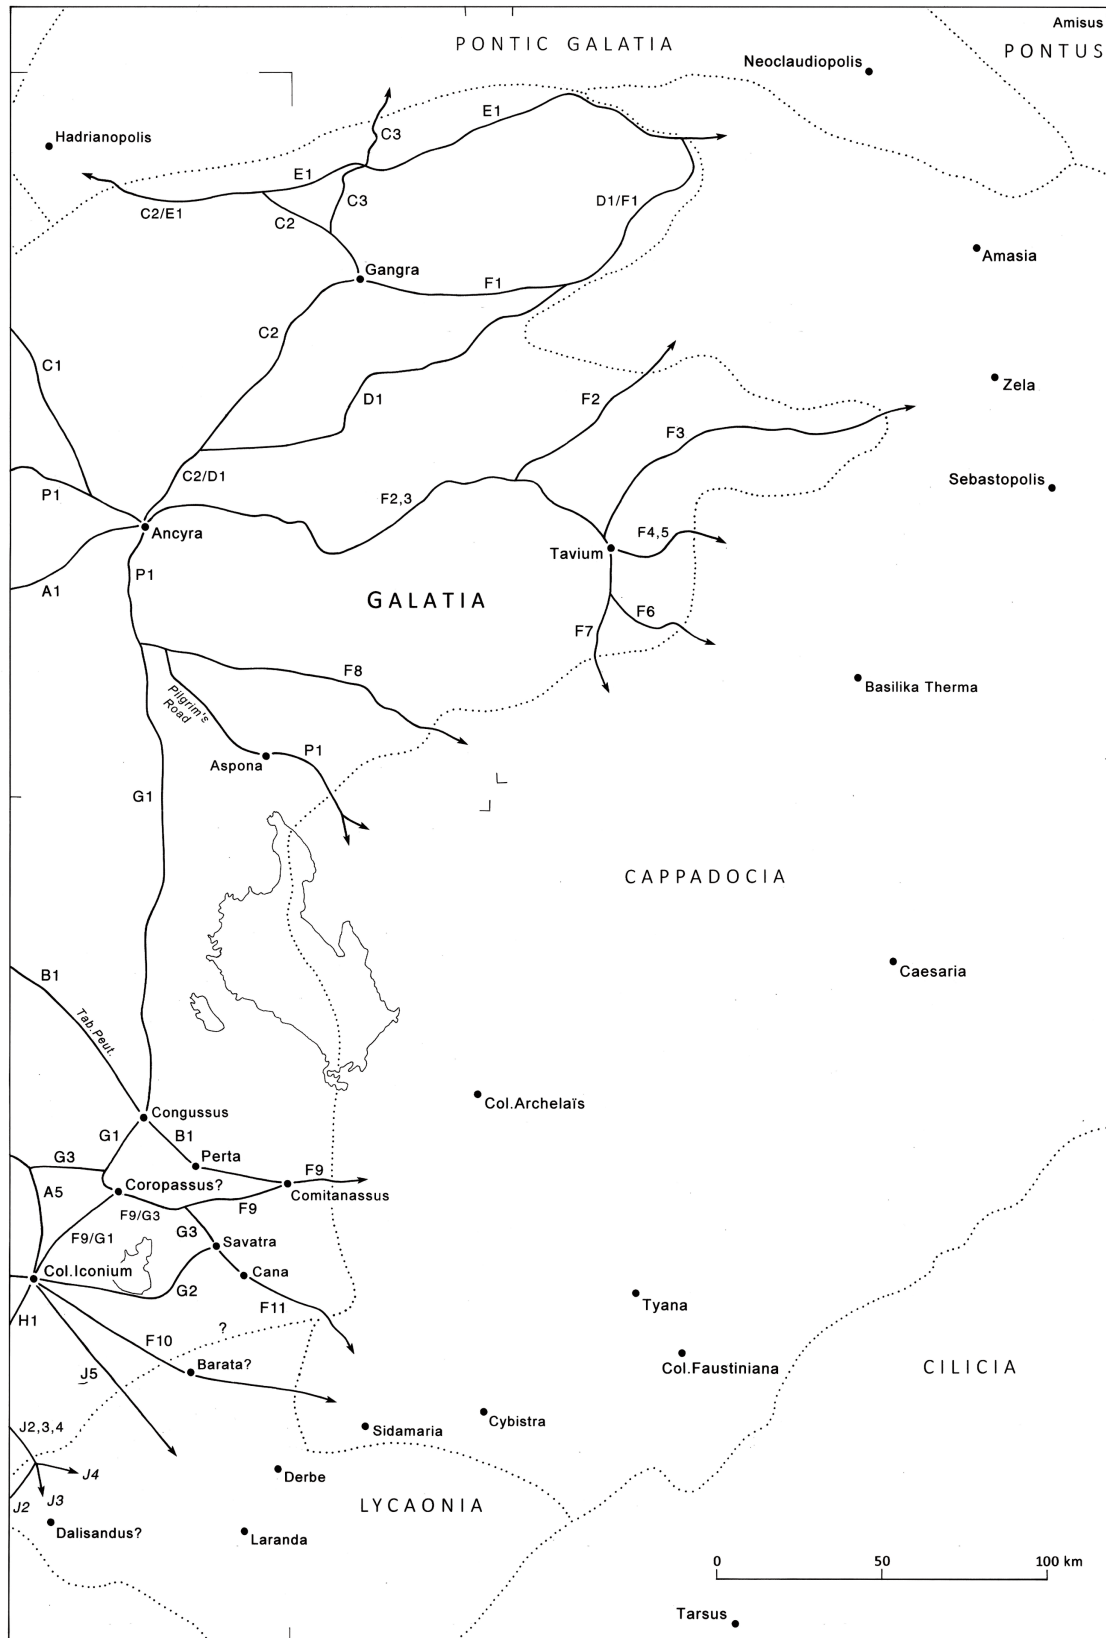 Amisus
PONTIC GALATIA
PONTUS
Neoclaudiopolis
E1
C3
Hadrianopolis
E1
C3
D1/F1
C2/E1
C2
Amasia
Gangra
F1
C2
C1
Zela
D1
F2
F3
C2/D1
Sebastopolis
P1
F2,3
Ancyra
F4,5
Tavium
P1
A1
GALATIA
F6
F7
F8
Pilgrim's
Road
Basilika Therma
P1
Aspona
G1
CAPPADOCIA
B1
Caesaria
Tab.Peut.
Col.Archelaïs
Congussus
G1
B1
Perta
G3
F9
Coropassus?
A5
Comitanassus
F9/G3
F9
G3
F9/G1
Savatra
Col.Iconium
Cana
G2
Tyana
F11
H1
?
F10
Barata?
Col.Faustiniana
CILICIA
J5
Cybistra
J2,3,4
Sidamaria
J4
Derbe
J3
J2
LYCAONIA
Dalisandus?
Laranda
0 50 100 km
Tarsus